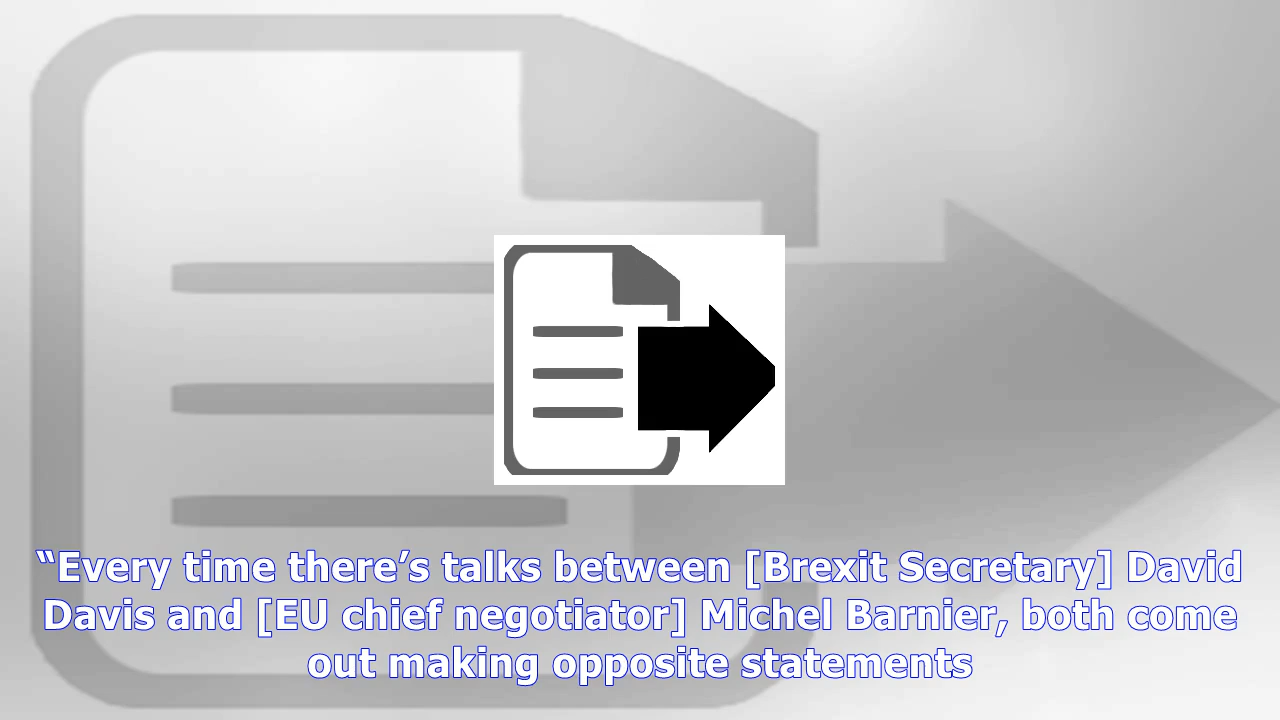 “Every time there’s talks between [Brexit Secretary] David
Davis and [EU chief negotiator] Michel Barnier, both come
out making opposite statements